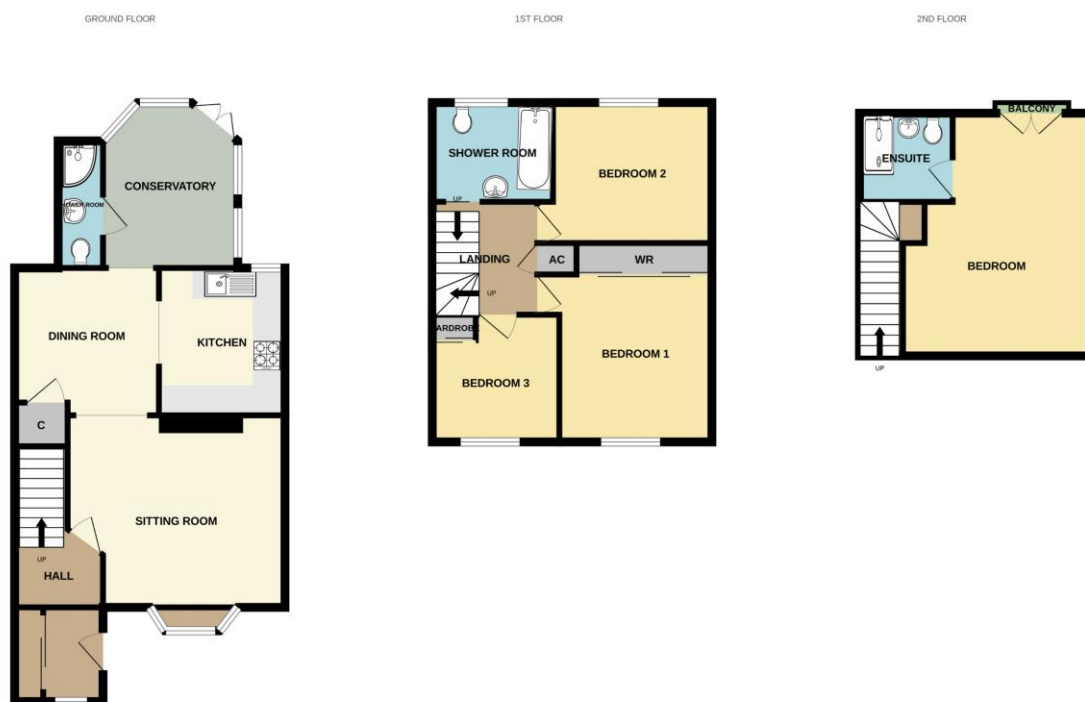 GROUND FLOOR
1ST FLOOR
2ND FLOOR
CONSERVATORY
DINING ROOM
KITCHEN
C
SITTING ROOM
UP
HALL
SHOWER ROOM
BEDROOM 2
UP
LANDING
AC
WR
UP
BEDROOM 3
BEDROOM 1
BALCONY
ENSUITE
BEDROOM
UP